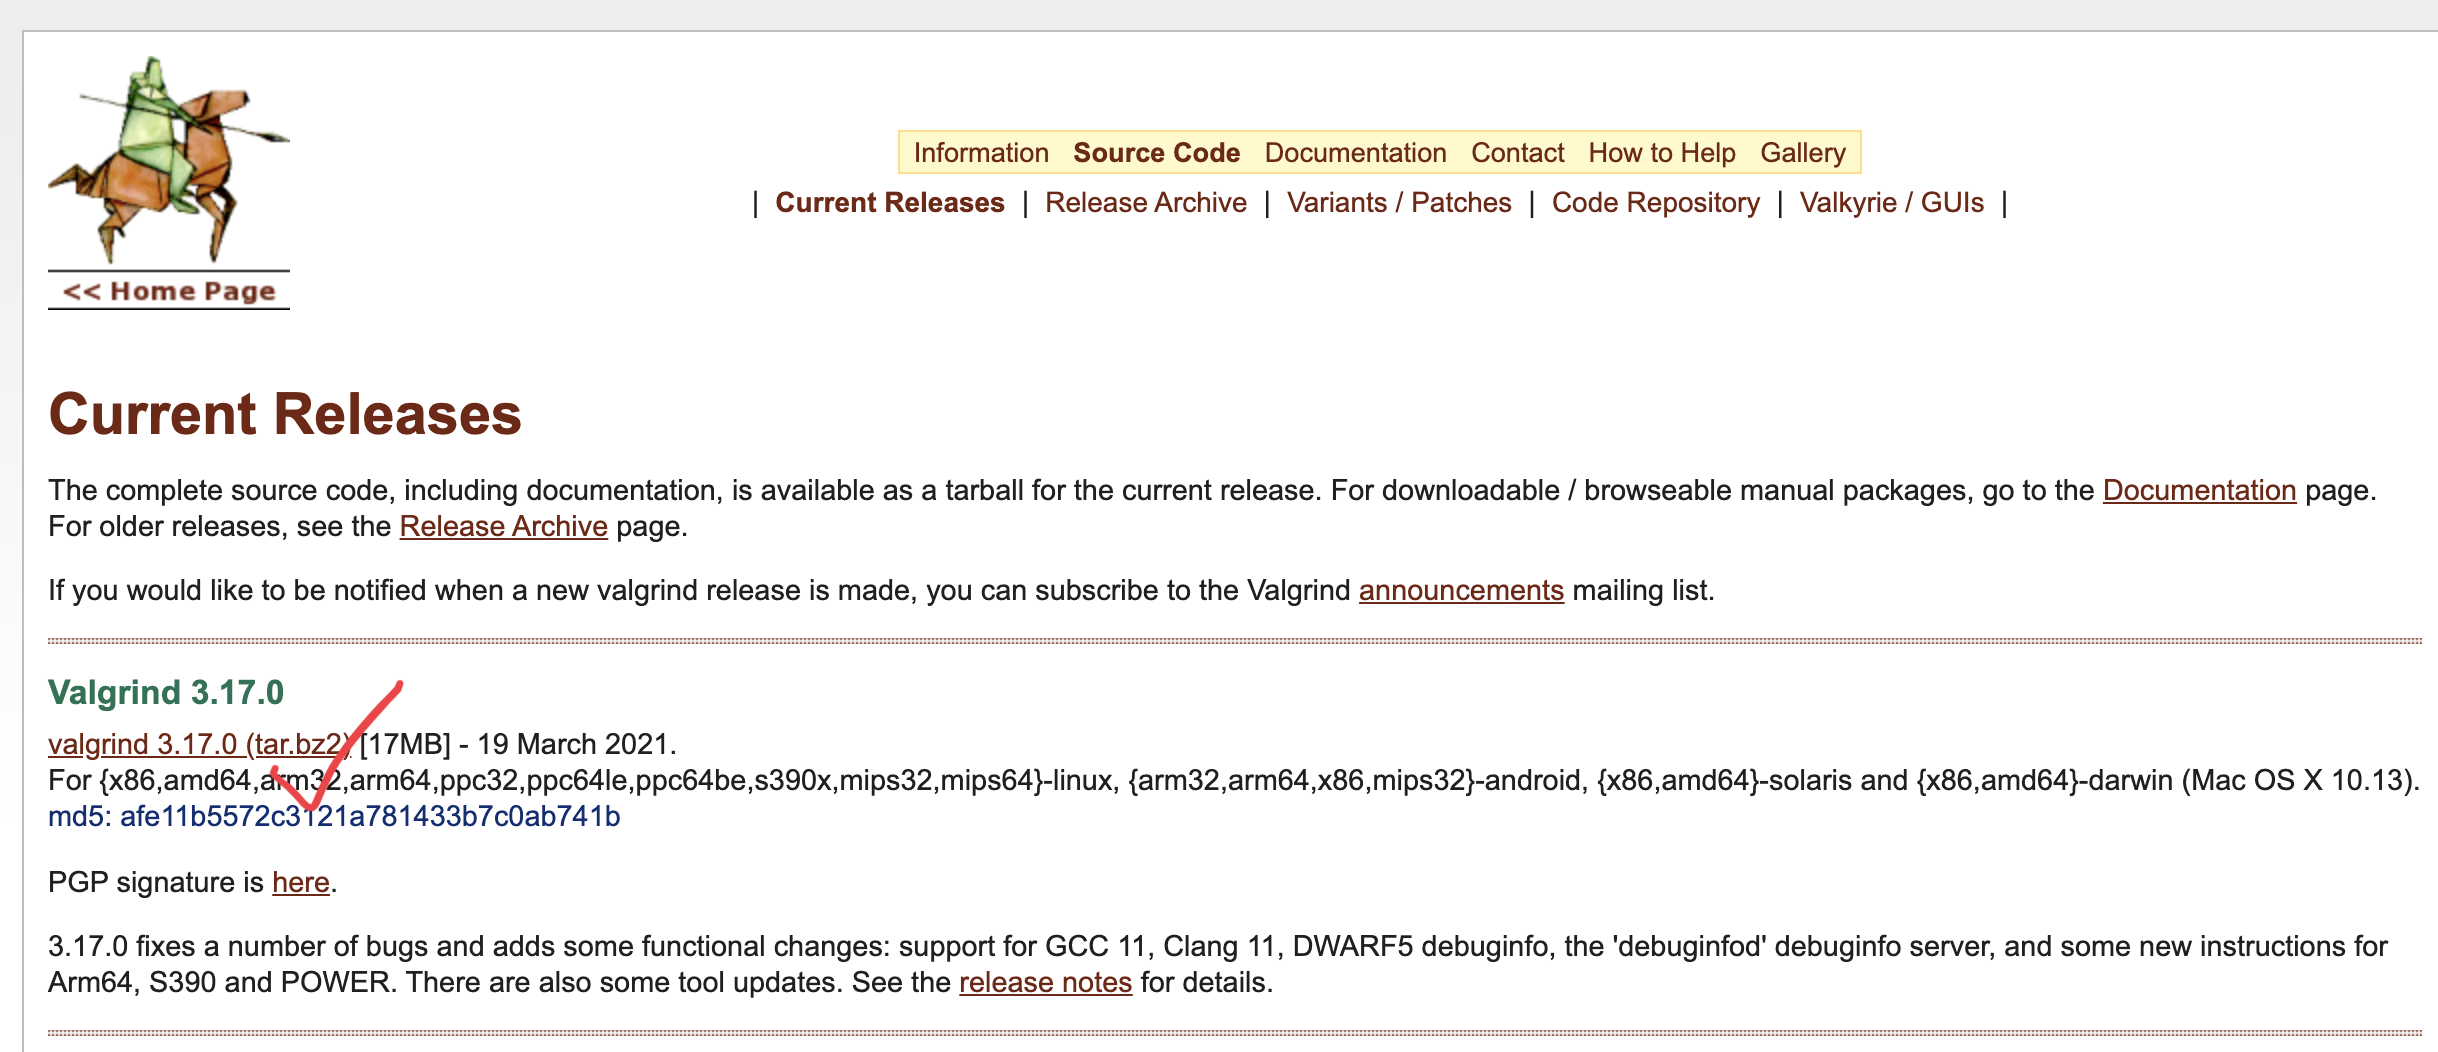 Information Source Code Documentation Contact How to Help Gallery
| Current Releases | Release Archive | Variants / Patches | Code Repository | Valkyrie / GUIs |
<< Home Page
Current Releases
The complete source code, including documentation, is available as a tarball for the current release. For downloadable / browseable manual packages, go to the Documentation page.
For older releases, see the Release Archive page.
If you would like to be notified when a new valgrind release is made, you can subscribe to the Valgrind announcements mailing list.
Valgrind 3.17.0
valgrind 3.17.0 (tar.bz2) [17MB] - 19 March 2021.
For {x86,amd64,arm32,arm64,ppc32,ppc64le,ppc64be,s390x,mips32,mips64}-linux, {arm32,arm64,x86,mips32}-android, {x86,amd64}-solaris and {x86,amd64}-darwin (Mac OS X 10.13).
md5: afe11b5572c3121a781433b7c0ab741b
PGP signature is here.
3.17.0 fixes a number of bugs and adds some functional changes: support for GCC 11, Clang 11, DWARF5 debuginfo, the 'debuginfod' debuginfo server, and some new instructions for
Arm64, S390 and POWER. There are also some tool updates. See the release notes for details.